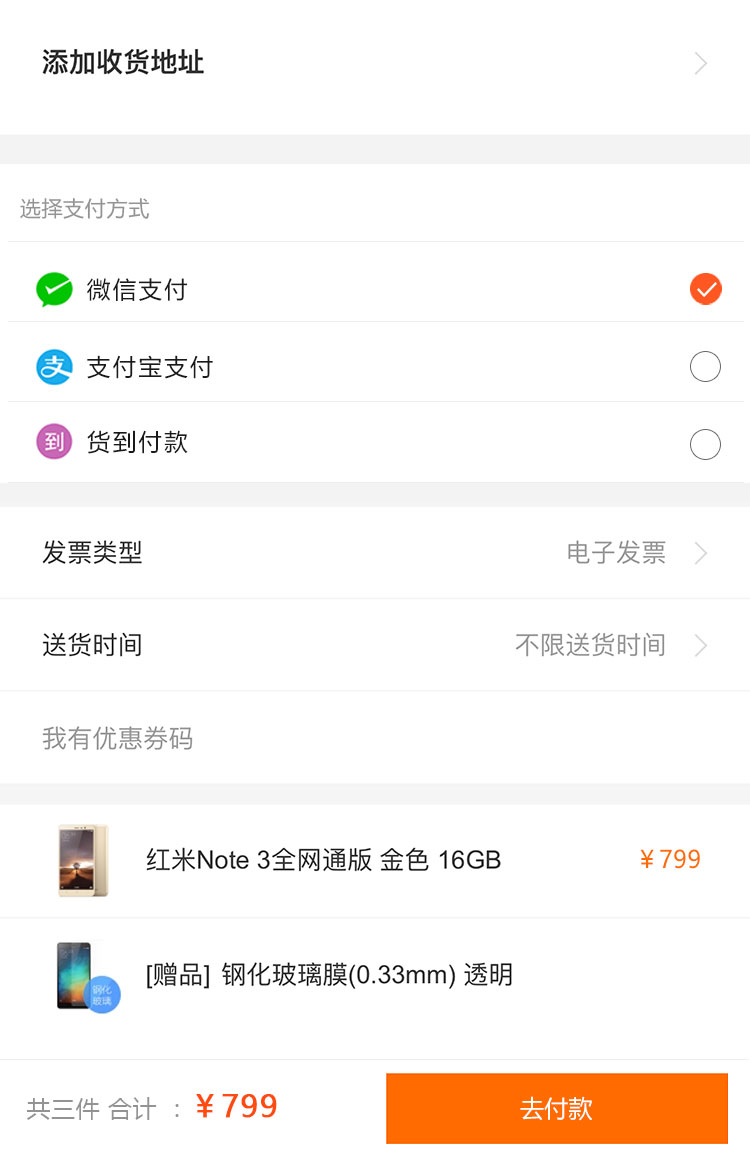 添加收货地址
选择支付方式
微信支付
支 支付宝支付
到 货到付款
发票类型 电子发票
送货时间 不限送货时间
我有优惠券码
红米Note 3全网通版 金色 16GB ¥799
[赠品] 钢化玻璃膜(0.33mm) 透明
钢化
玻璃
共三件 合计 : ¥799 去付款